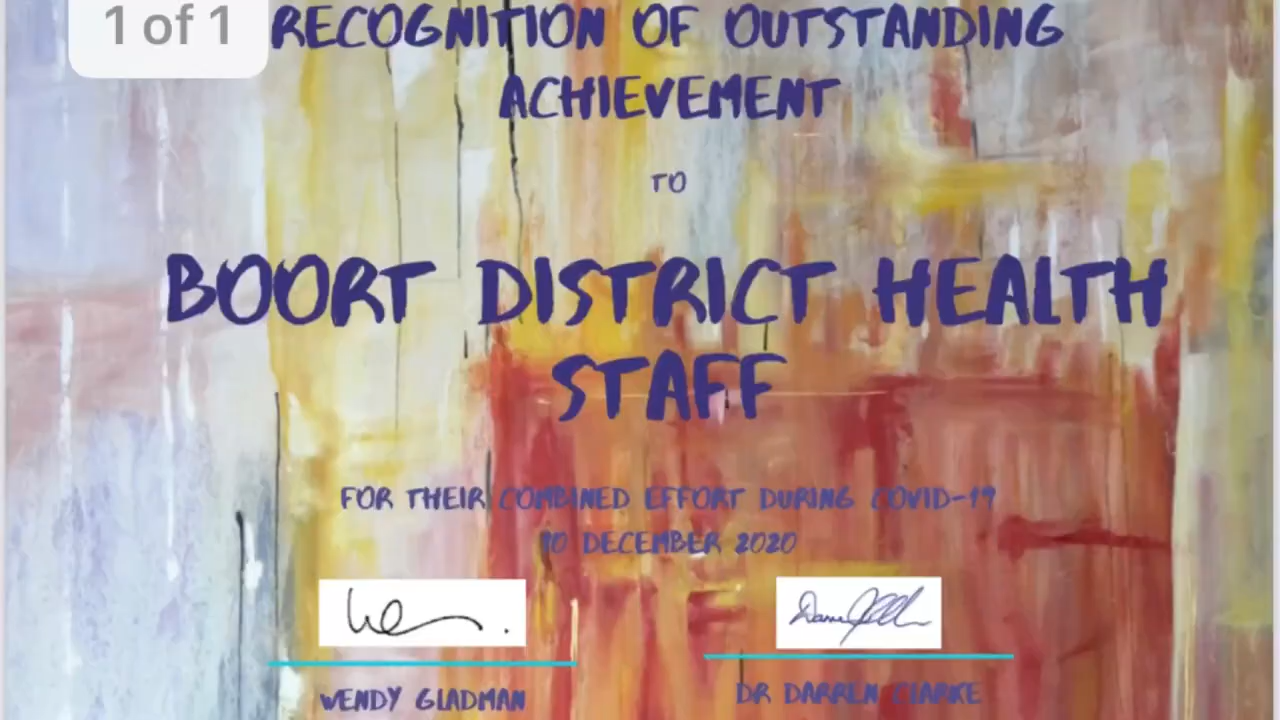 1 of 1
RECOGNITION OF OUTSTANDING
ACHIEVEMENT
TO
BOORT DISTRICT HEALTH
STAFF
FOR THEIR COMBINED EFFORT DURING COVID-19
10 DECEMBER 2020
WENDY GLADMAN
DR DARREN CLARKE